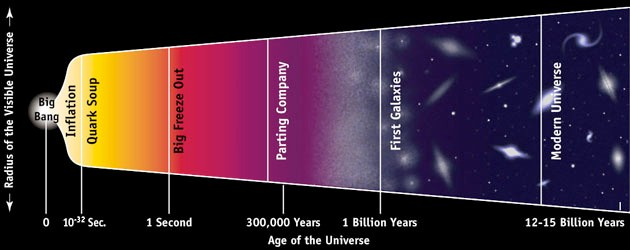 Radius of the Visible Universe
Big
Bang
Inflation
Quark Soup
Big Freeze Out
Parting Company
First Galaxies
Modern Universe
0
10-32 Sec.
1 Second
300,000 Years
1 Billion Years
12-15 Billion Years
Age of the Universe